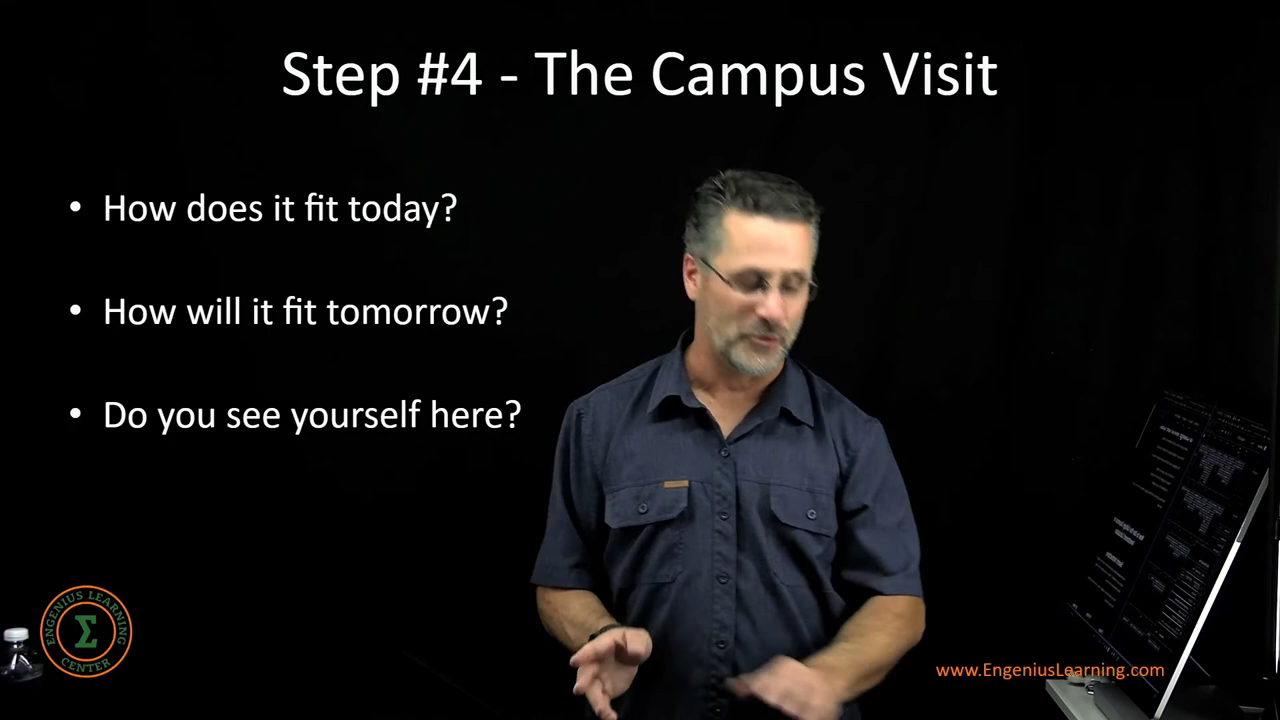 Step #4 - The Campus Visit
• How does it fit today?
• How will it fit tomorrow?
• Do you see yourself here?
ENGENIUS LEARNING
Σ
CENTER
www.EngeniusLearning.com